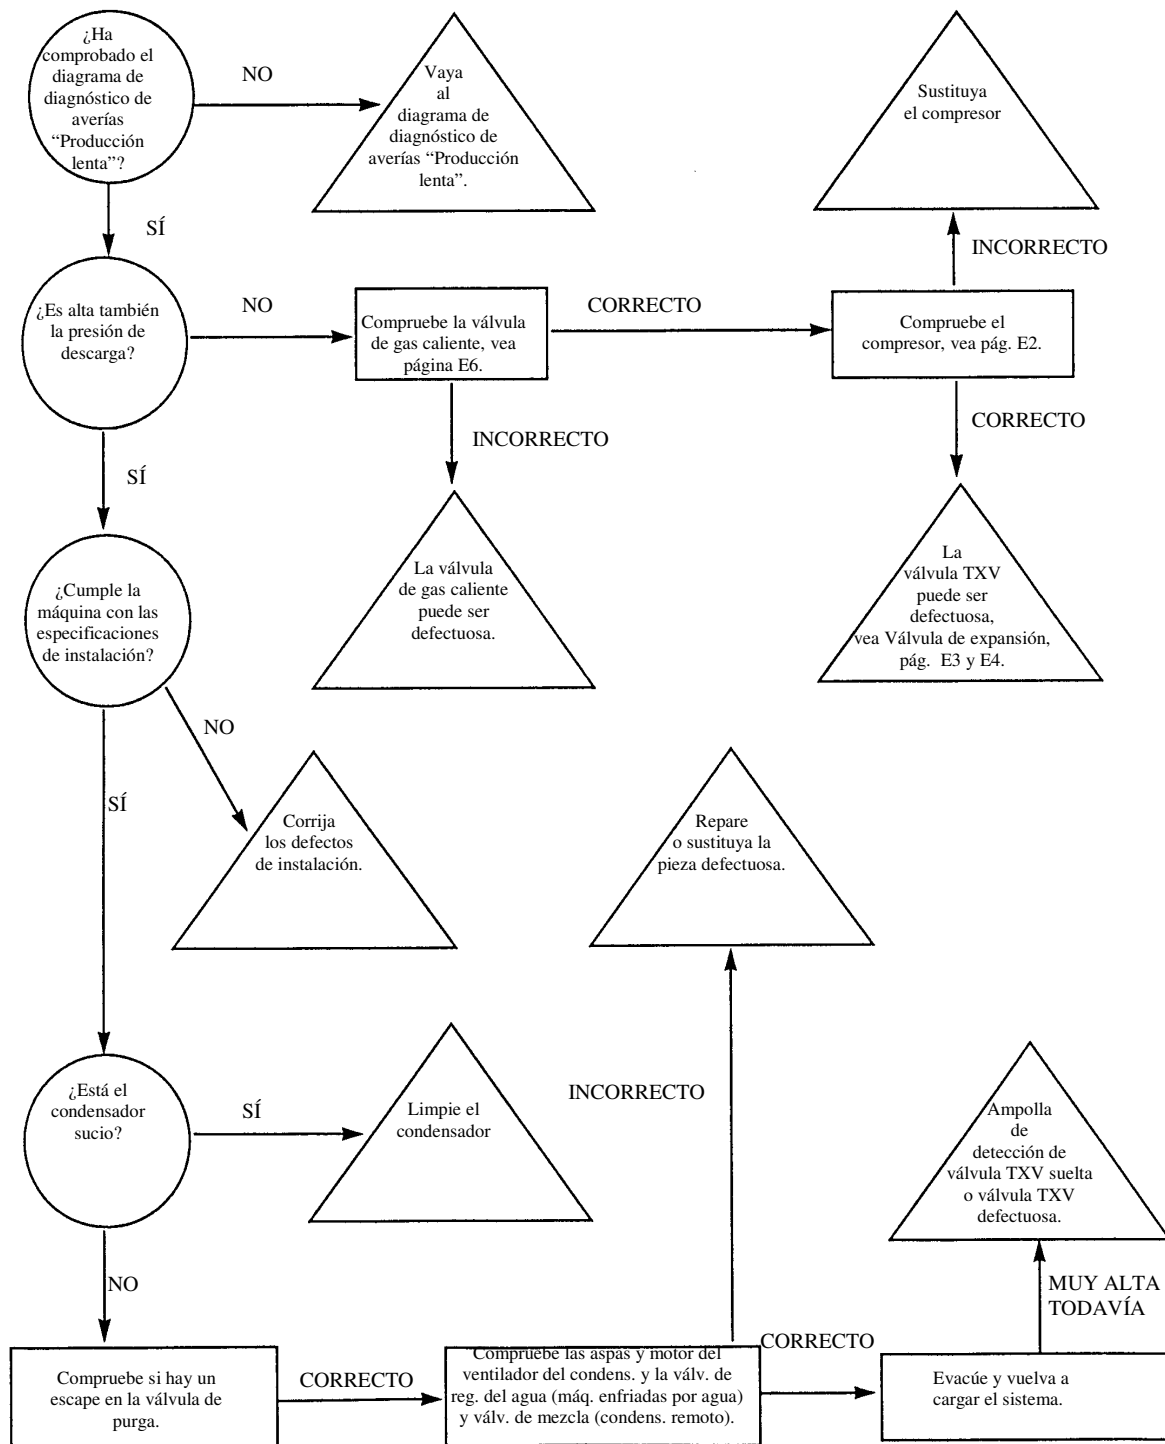 ¿Ha
comprobado el
diagrama de
diagnóstico de
averías
“Producción
lenta”?
NO
Vaya
al
diagrama de
diagnóstico de
averías “Producción
lenta”.
Sustituya
el compresor
SÍ
INCORRECTO
¿Es alta también
la presión de
descarga?
NO
Compruebe la válvula
de gas caliente, vea
página E6.
CORRECTO
Compruebe el
compresor, vea pág. E2.
INCORRECTO
CORRECTO
SÍ
La válvula
de gas caliente
puede ser
defectuosa.
La
válvula TXV
puede ser
defectuosa,
vea Válvula de expansión,
pág. E3 y E4.
¿Cumple la
máquina con las
especificaciones
de instalación?
NO
SÍ
Corrija
los defectos
de instalación.
Repare
o sustituya la
pieza defectuosa.
INCORRECTO
¿Está el
condensador
sucio?
SÍ
Limpie el
condensador
Ampolla
de
detección de
válvula TXV suelta
o válvula TXV
defectuosa.
NO
MUY ALTA
TODAVÍA
Compruebe si hay un
escape en la válvula de
purga.
CORRECTO
Compruebe las aspas y motor del
ventilador del condens. y la válv. de
reg. del agua (máq. enfriadas por agua)
y válv. de mezcla (condens. remoto).
CORRECTO
Evacúe y vuelva a
cargar el sistema.